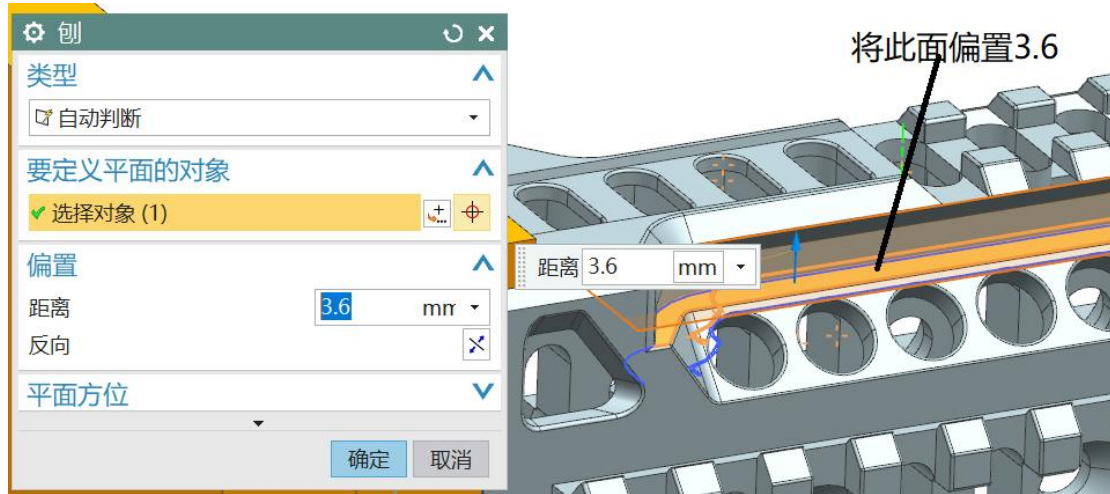 刨
类型
自动判断
要定义平面的对象
选择对象 (1)
偏置
距离 3.6 mm
反向
平面方位
确定 取消
距离 3.6 mm
将此面偏置3.6